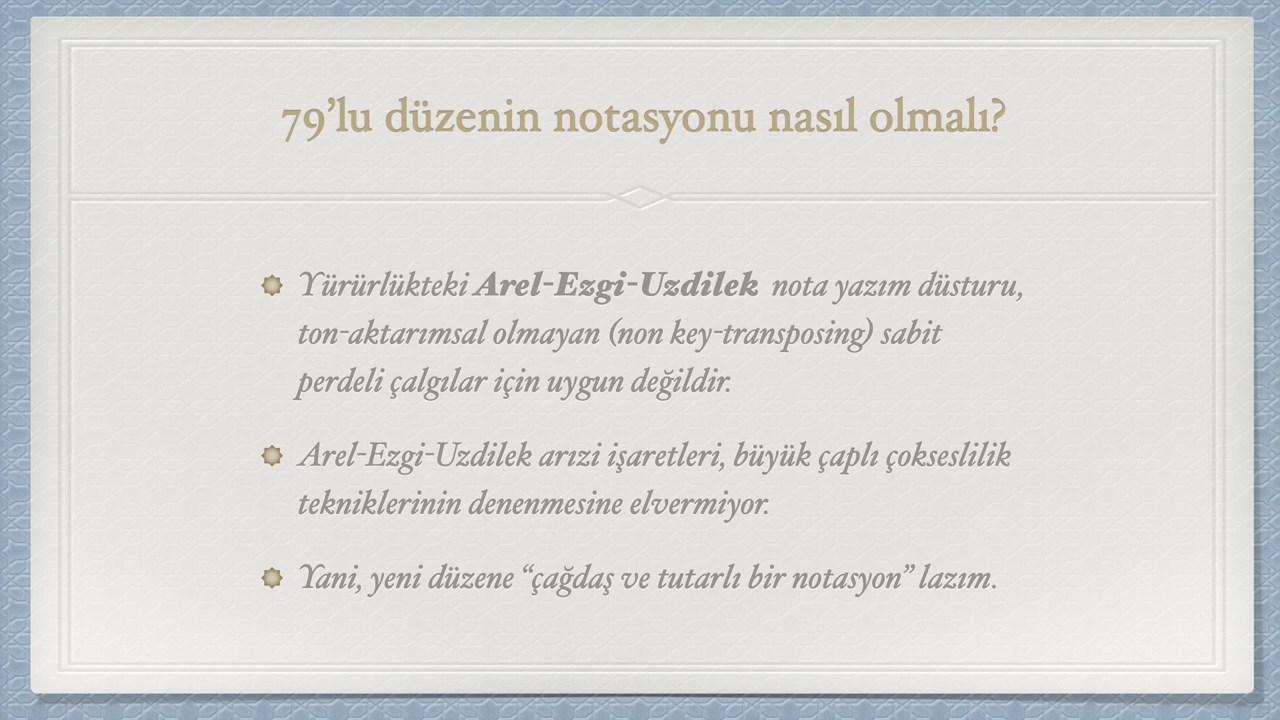 79’lu düzenin notasyonu nasıl olmalı?
Yürürlükteki Arel-Ezgi-Uzdilek nota yazım düsturu,
ton-aktarımsal olmayan (non key-transposing) sabit
perdeli çalgılar için uygun değildir.
Arel-Ezgi-Uzdilek arızi işaretleri, büyük çaplı çokseslilik
tekniklerinin denenmesine elvermiyor.
Yani, yeni düzene “çağdaş ve tutarlı bir notasyon” lazım.